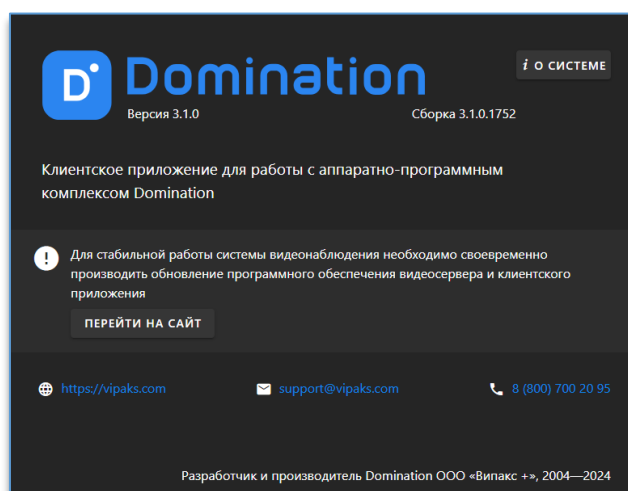 D
Domination
i О СИСТЕМЕ
Версия 3.1.0
Сборка 3.1.0.1752
Клиентское приложение для работы с аппаратно-программным
комплексом Domination
!
Для стабильной работы системы видеонаблюдения необходимо своевременно
производить обновление программного обеспечения видеосервера и клиентского
приложения
ПЕРЕЙТИ НА САЙТ
https://vipaks.com
support@vipaks.com
8 (800) 700 20 95
Разработчик и производитель Domination ООО «Випакс +», 2004—2024